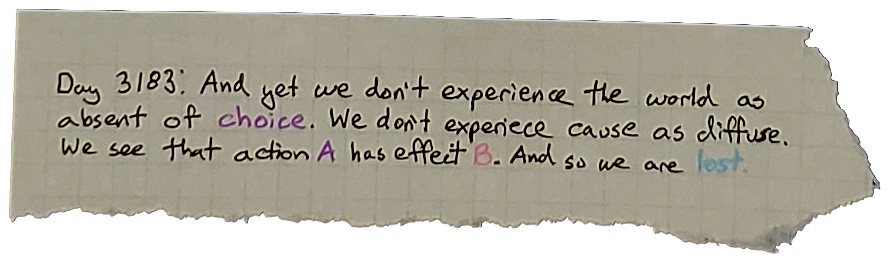 Day 3183: And yet we don't experience the world as
absent of choice. We don't experiece cause as diffuse.
We see that action A has effect B. And so we are lost.